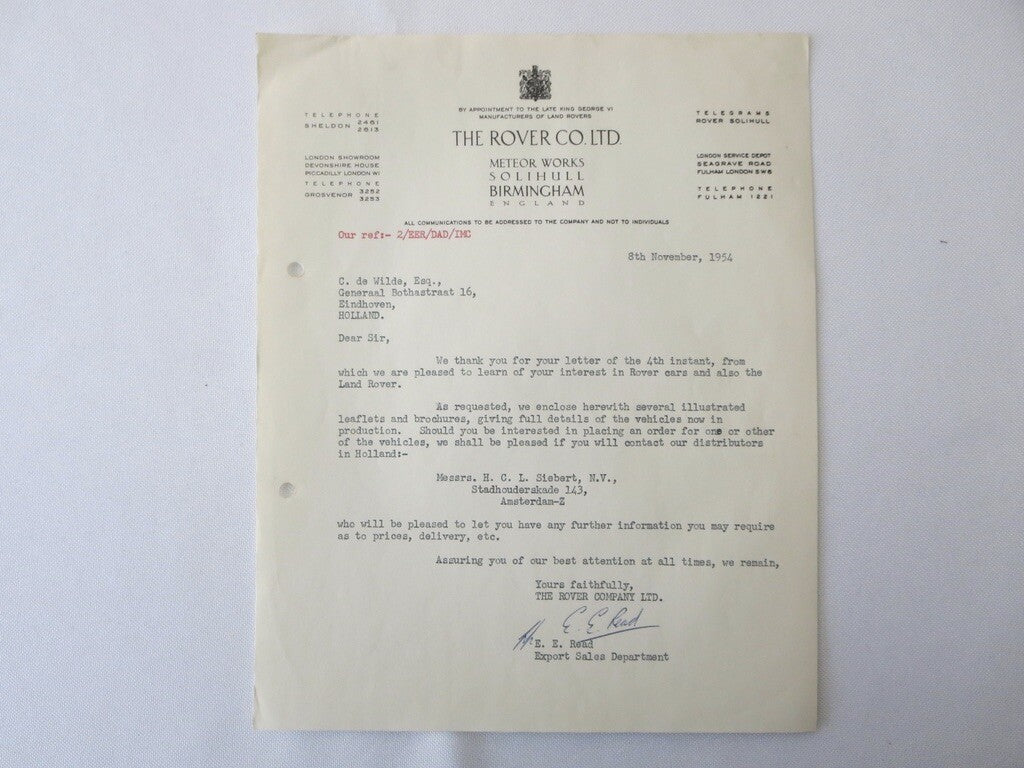 BY APPOINTMENT TO THE LATE KING GEORGE VI
MANUFACTURERS OF LAND ROVERS
THE ROVER CO. LTD.
METEOR WORKS
SOLIHULL
BIRMINGHAM
ENGLAND
TELEPHONE
SHELDON 2461
2613
LONDON SHOWROOM
DEVONSHIRE HOUSE
PICCADILLY LONDON W1
TELEPHONE
GROSVENOR 3252
3253
TELEGRAMS
ROVER SOLIHULL
LONDON SERVICE DEPOT
SEAGRAVE ROAD
FULHAM LONDON SW6
TELEPHONE
FULHAM 1221
ALL COMMUNICATIONS TO BE ADDRESSED TO THE COMPANY AND NOT TO INDIVIDUALS
Our ref:- 2/EER/DAD/IMC
8th November, 1954
C. de Wilde, Esq.,
Generaal Bothastraat 16,
Eindhoven,
HOLLAND.
Dear Sir,
We thank you for your letter of the 4th instant, from
which we are pleased to learn of your interest in Rover cars and also the
Land Rover.
As requested, we enclose herewith several illustrated
leaflets and brochures, giving full details of the vehicles now in
production. Should you be interested in placing an order for one or other
of the vehicles, we shall be pleased if you will contact our distributors
in Holland:-
Messrs. H. C. L. Siebert, N.V.,
Stadhouderskade 143,
Amsterdam-Z
who will be pleased to let you have any further information you may require
as to prices, delivery, etc.
Assuring you of our best attention at all times, we remain,
Yours faithfully,
THE ROVER COMPANY LTD.
E. E. Read
E. E. Read
Export Sales Department